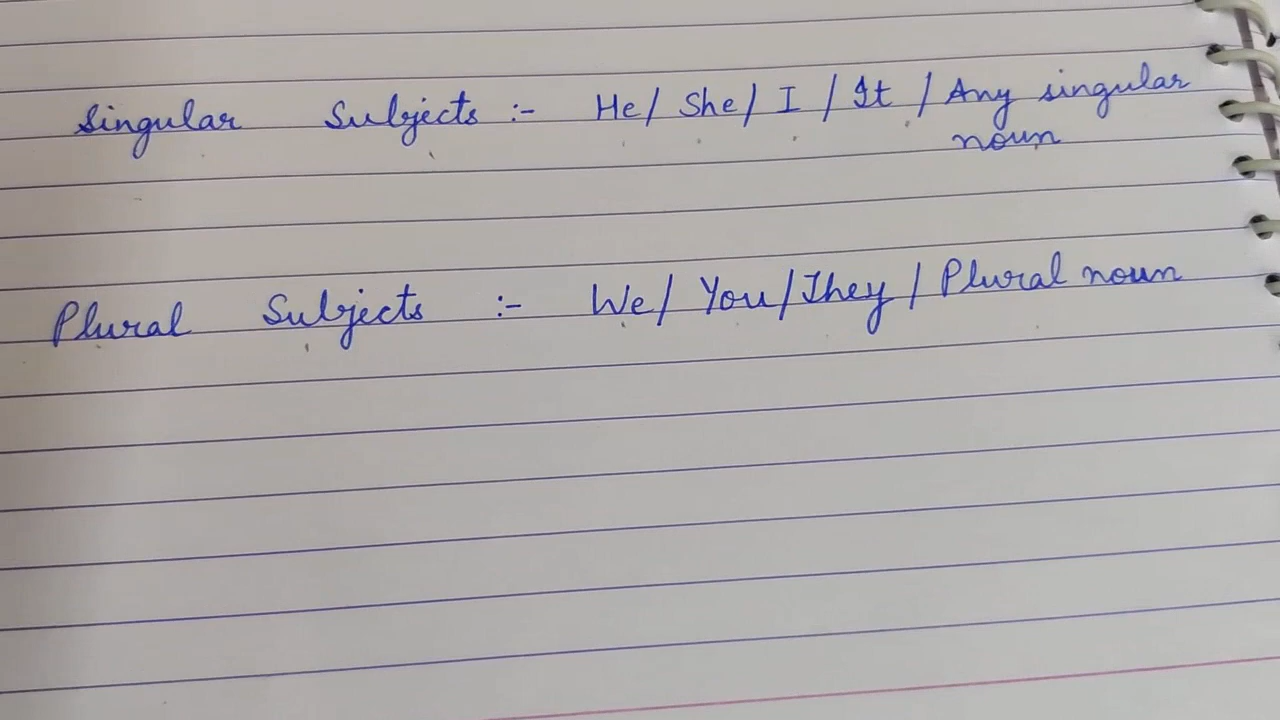 Singular Subjects :- He/ She/ I / It / Any singular
noun
Plural Subjects :- We/ You/They / Plural noun